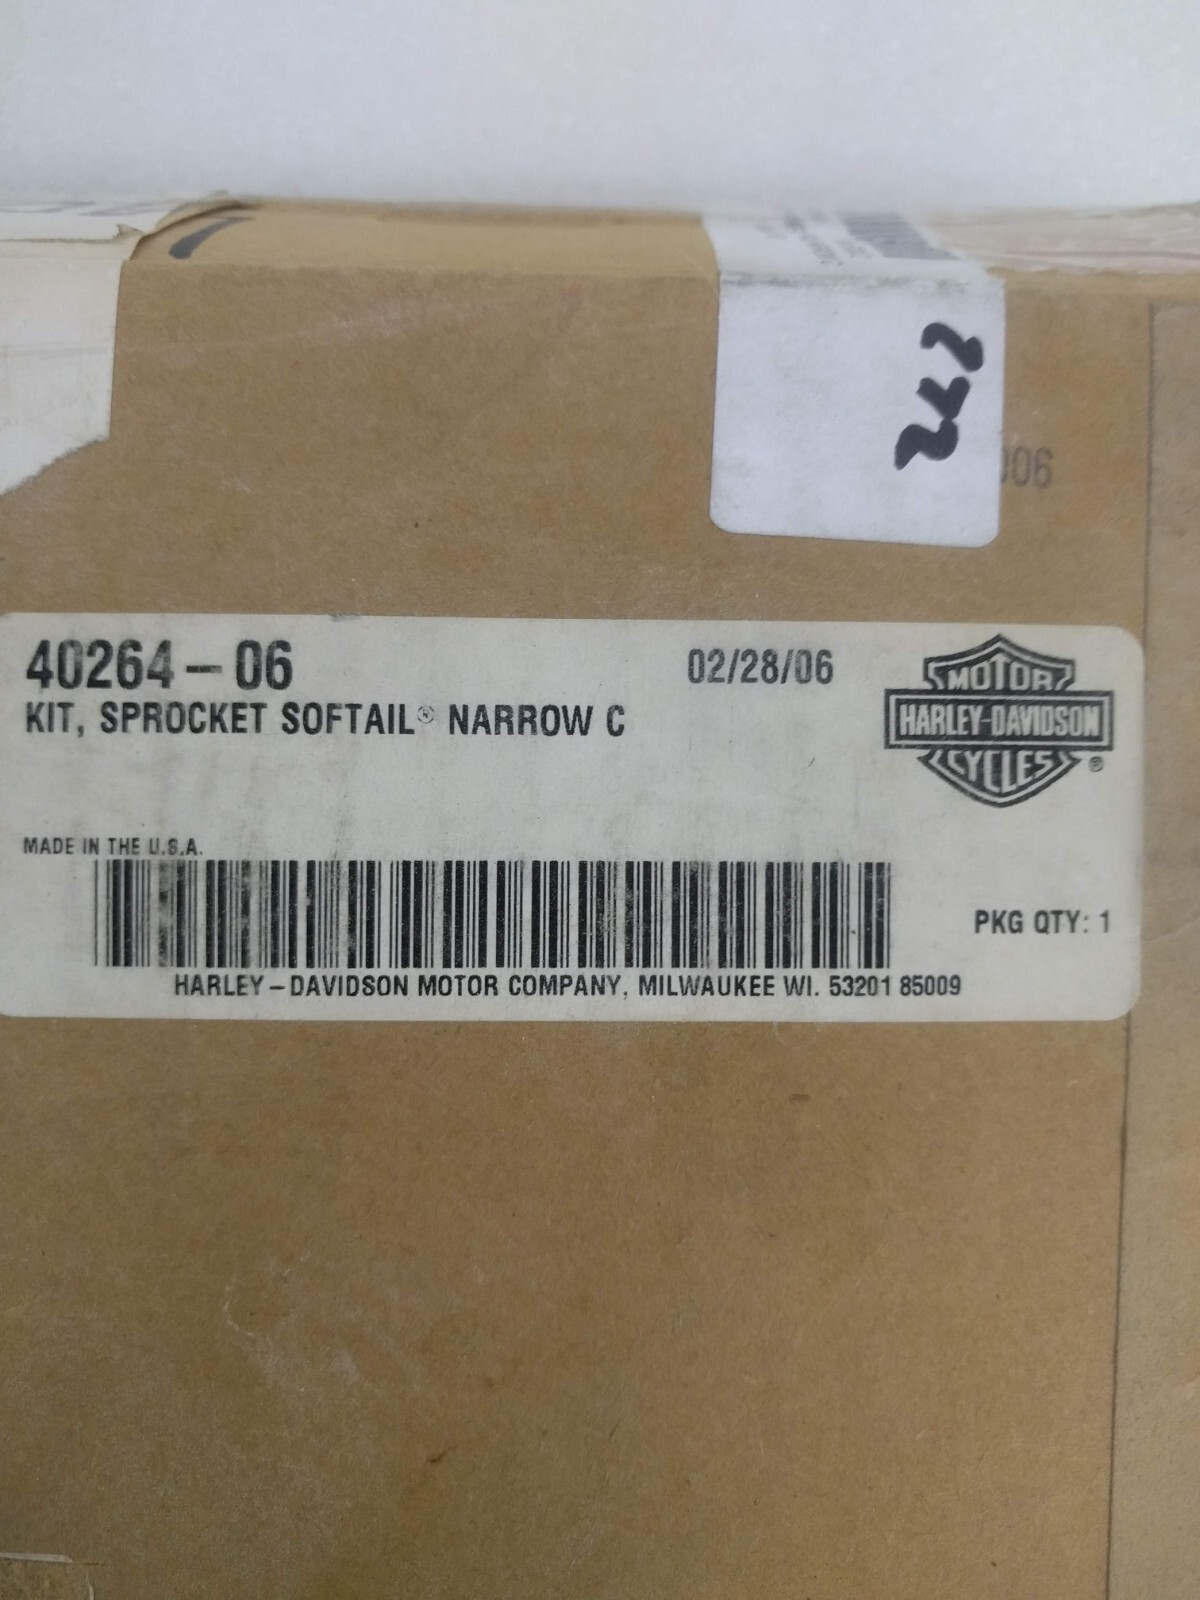 222
006
40264-06
02/28/06
KIT, SPROCKET SOFTAIL® NARROW C
MOTOR
HARLEY-DAVIDSON
CYCLES ®
MADE IN THE U.S.A.
PKG QTY: 1
HARLEY-DAVIDSON MOTOR COMPANY, MILWAUKEE WI. 53201 85009